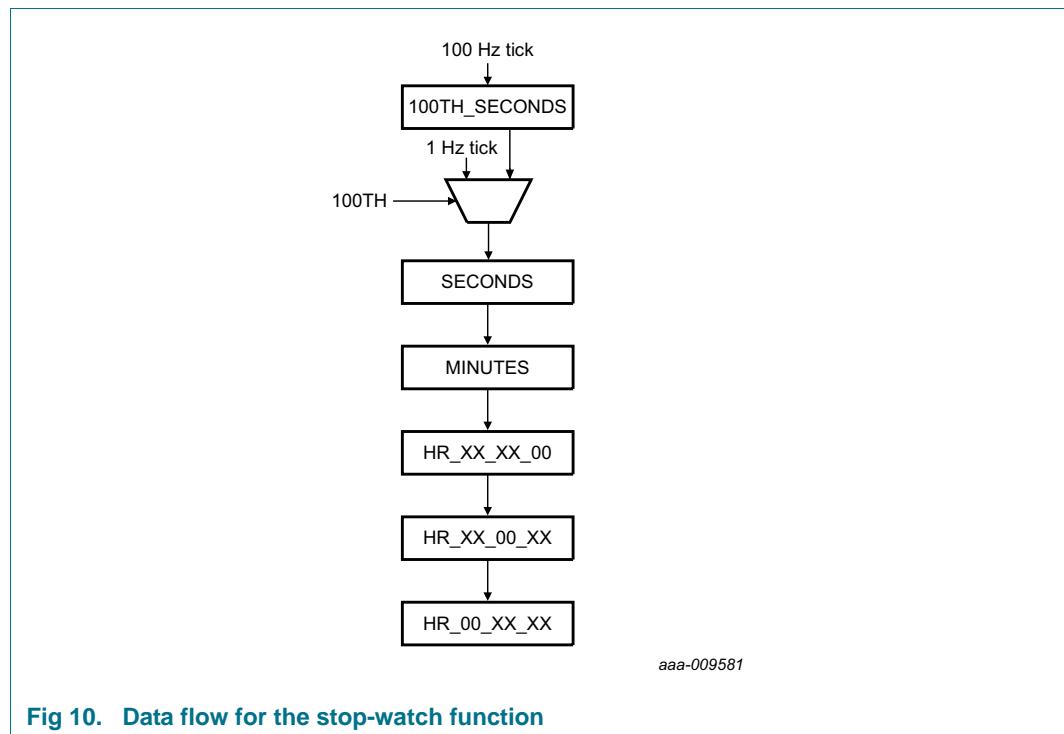 100 Hz tick
100TH_SECONDS
1 Hz tick
100TH
SECONDS
MINUTES
HR_XX_XX_00
HR_XX_00_XX
HR_00_XX_XX
aaa-009581
Fig 10. Data flow for the stop-watch function